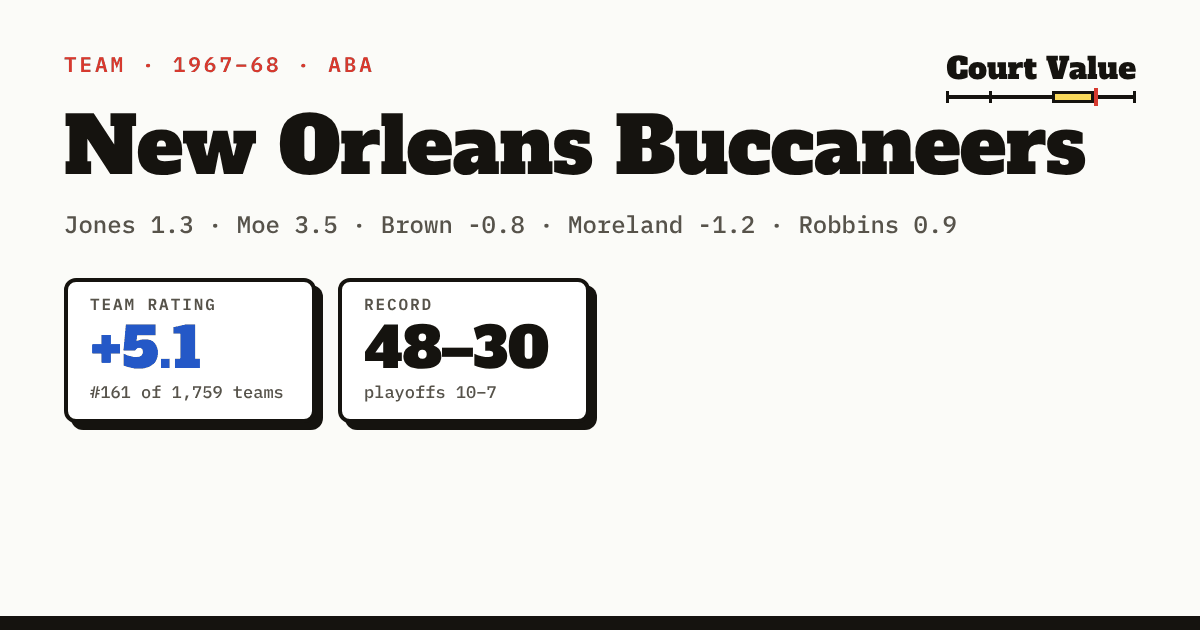 TEAM · 1967–68 · ABA
Court Value
New Orleans Buccaneers
Jones 1.3 · Moe 3.5 · Brown -0.8 · Moreland -1.2 · Robbins 0.9
TEAM RATING
+5.1
#161 of 1,759 teams
RECORD
48–30
playoffs 10–7